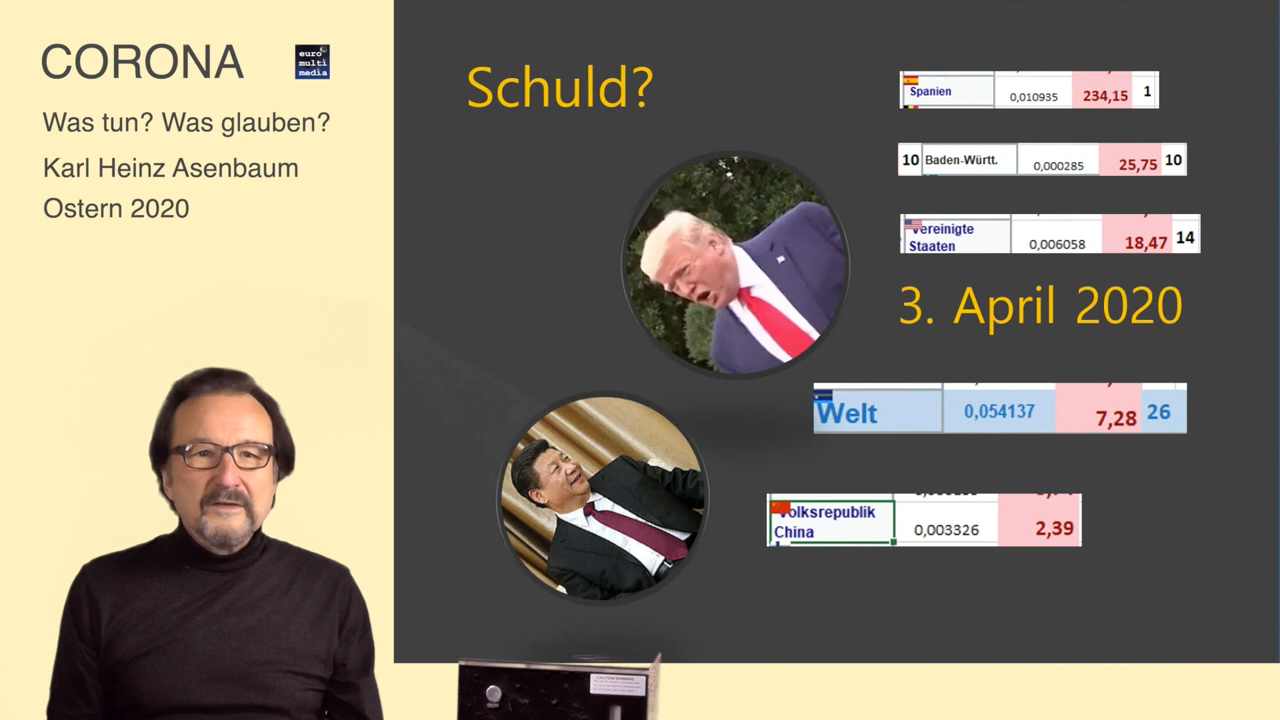 CORONA
euro
multi
media
Was tun? Was glauben?
Karl Heinz Asenbaum
Ostern 2020
Schuld?
Spanien 0,010935 234,15 1
10 Baden-Württ. 0,000285 25,75 10
Vereinigte
Staaten 0,006058 18,47 14
3. April 2020
Welt 0,054137 7,28 26
Volksrepublik
China 0,003326 2,39